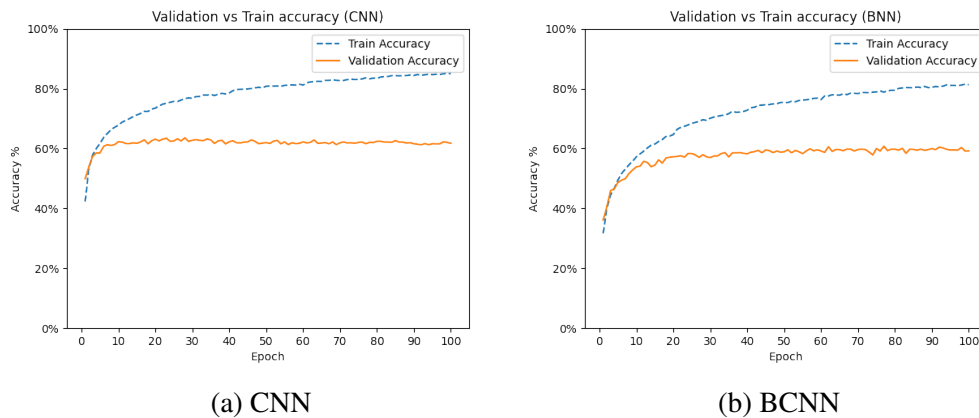 Validation vs Train accuracy (CNN)
100%
80%
60%
40%
20%
0%
Accuracy %
Train Accuracy
Validation Accuracy
0 10 20 30 40 50 60 70 80 90 100
Epoch
(a) CNN
Validation vs Train accuracy (BNN)
100%
80%
60%
40%
20%
0%
Accuracy %
Train Accuracy
Validation Accuracy
0 10 20 30 40 50 60 70 80 90 100
Epoch
(b) BCNN